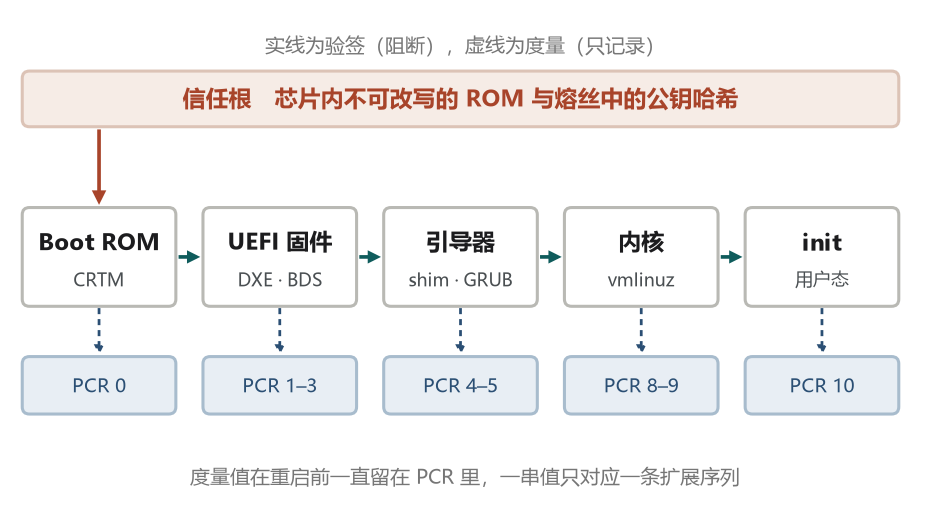 实线为验签（阻断），虚线为度量（只记录）
信任根　芯片内不可改写的 ROM 与熔丝中的公钥哈希
Boot ROM
CRTM
UEFI 固件
DXE · BDS
引导器
shim · GRUB
内核
vmlinuz
init
用户态
PCR 0
PCR 1–3
PCR 4–5
PCR 8–9
PCR 10
度量值在重启前一直留在 PCR 里，一串值只对应一条扩展序列